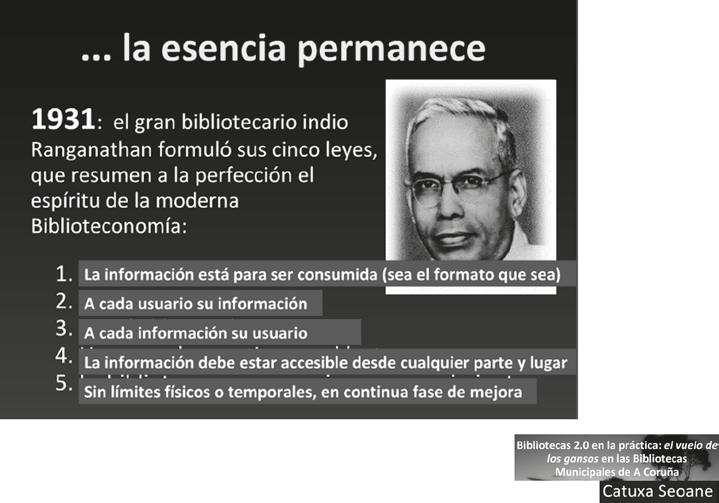 ... la esencia permanece
1931: el gran bibliotecario indio
Ranganathan formuló sus cinco leyes,
que resumen a la perfección el
espíritu de la moderna
Biblioteconomía:
1. La información está para ser consumida (sea el formato que sea)
2. A cada usuario su información
3. A cada información su usuario
4. La información debe estar accesible desde cualquier parte y lugar
5. Sin límites físicos o temporales, en continua fase de mejora
Bibliotecas 2.0 en la práctica: el vuelo de
los gansos en las Bibliotecas
Municipales de A Coruña
Catuxa Seoane